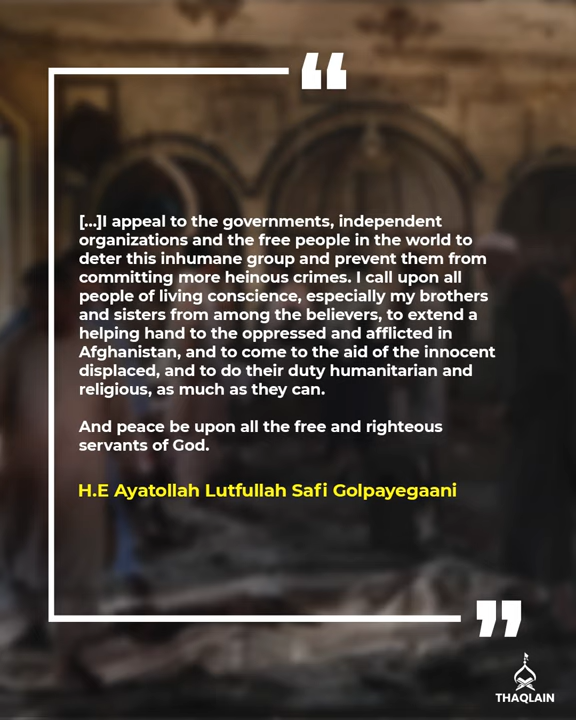 “
[...]I appeal to the governments, independent
organizations and the free people in the world to
deter this inhumane group and prevent them from
committing more heinous crimes. I call upon all
people of living conscience, especially my brothers
and sisters from among the believers, to extend a
helping hand to the oppressed and afflicted in
Afghanistan, and to come to the aid of the innocent
displaced, and to do their duty humanitarian and
religious, as much as they can.
And peace be upon all the free and righteous
servants of God.
H.E Ayatollah Lutfullah Safi Golpayegaani
”
THAQLAIN